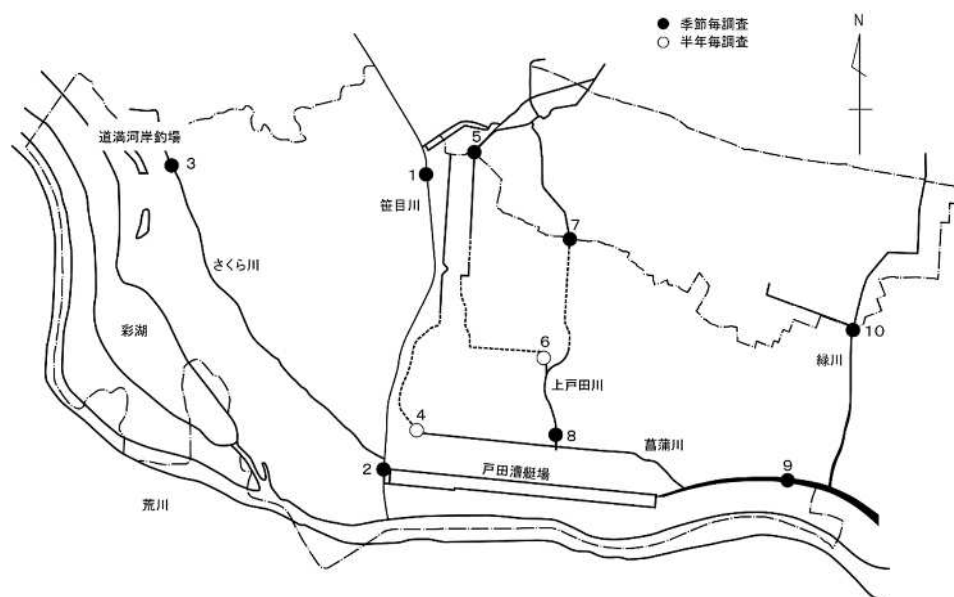 ● 季節毎調査
○ 半年毎調査
N
道満河岸釣場
3
5
1
笹目川
7
さくら川
彩湖
6
10
緑川
上戸田川
4
8
菖蒲川
2
戸田漕艇場
9
荒川